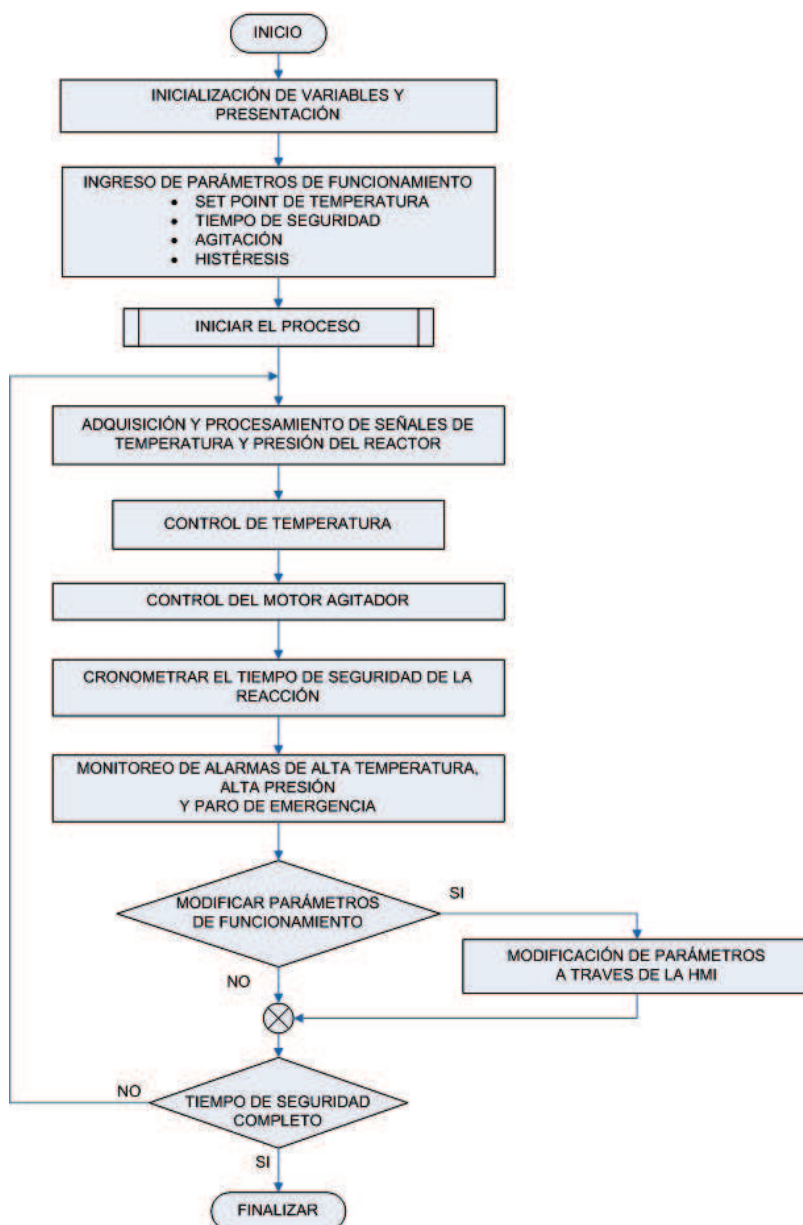 INICIO
INICIALIZACIÓN DE VARIABLES Y
PRESENTACIÓN
INGRESO DE PARÁMETROS DE FUNCIONAMIENTO
• SET POINT DE TEMPERATURA
• TIEMPO DE SEGURIDAD
• AGITACIÓN
• HISTÉRESIS
INICIAR EL PROCESO
ADQUISICIÓN Y PROCESAMIENTO DE SEÑALES DE
TEMPERATURA Y PRESIÓN DEL REACTOR
CONTROL DE TEMPERATURA
CONTROL DEL MOTOR AGITADOR
CRONOMETRAR EL TIEMPO DE SEGURIDAD DE LA
REACCIÓN
MONITOREO DE ALARMAS DE ALTA TEMPERATURA,
ALTA PRESIÓN
Y PARO DE EMERGENCIA
MODIFICAR PARÁMETROS
DE FUNCIONAMIENTO
SI
MODIFICACIÓN DE PARÁMETROS
A TRAVES DE LA HMI
NO
TIEMPO DE SEGURIDAD
COMPLETO
NO
SI
FINALIZAR